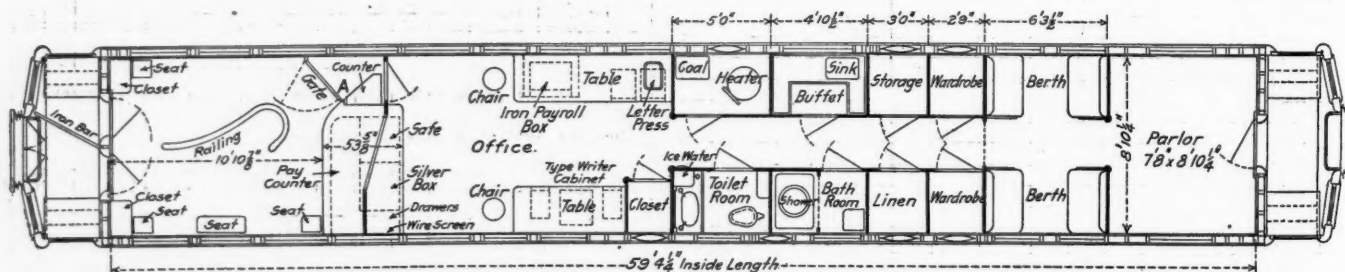 5'0"
4'10½"
3'0"
2'9"
6'3½"
Seat
Closet
Gate
Counter
A
Chair
Table
Iron Payroll
Box
Letter
Press
Coal
Heater
Sink
Buffet
Storage
Wardrobe
Berth
Iron Bar
Railing
10'10⅛"
53⅝"
Safe
Office.
Pay
Counter
Silver
Box
Drawers
Wire Screen
Type Writer
Cabinet
Chair
Table
Closet
Ice Water
Toilet
Room
Shower
Bath
Room
Linen
Wardrobe
Berth
8'10¼"
Parlor
7'8" x 8'10¼"
Closet
Seat
Seat
Seat
59'4¼" Inside Length